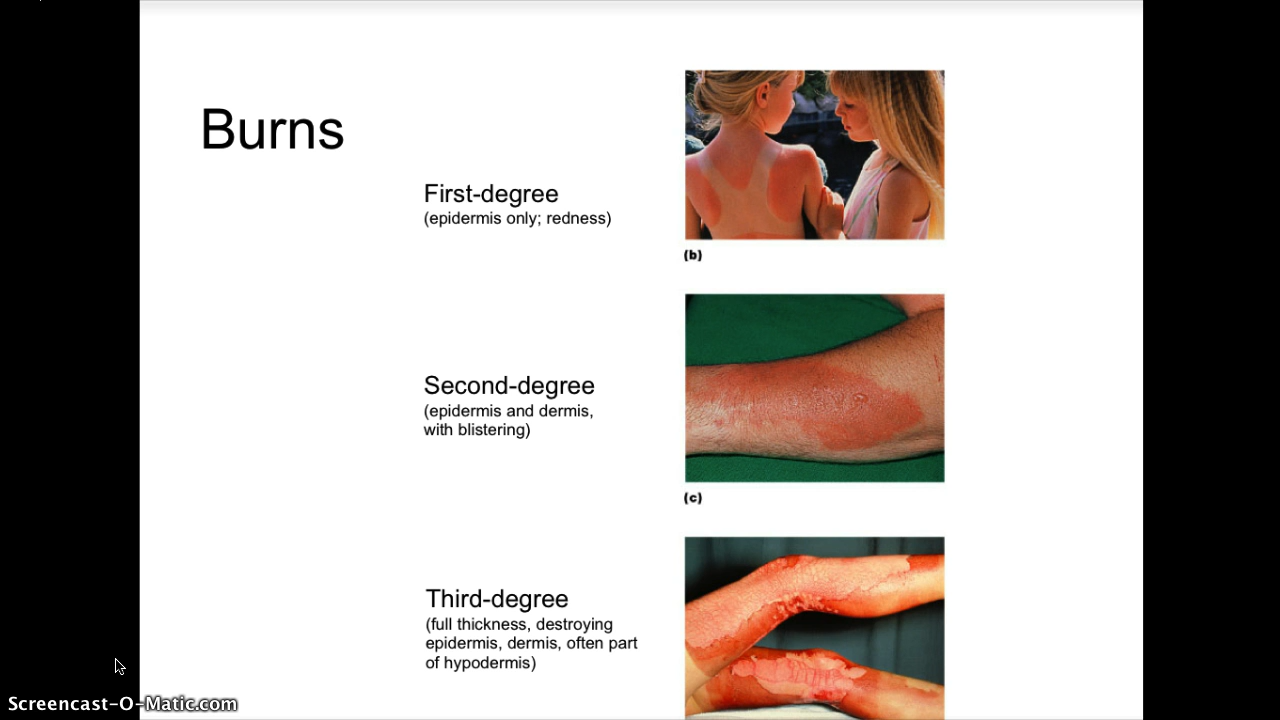 Burns
First-degree
(epidermis only; redness)
(b)
Second-degree
(epidermis and dermis,
with blistering)
(c)
Third-degree
(full thickness, destroying
epidermis, dermis, often part
of hypodermis)
Screencast-O-Matic.com